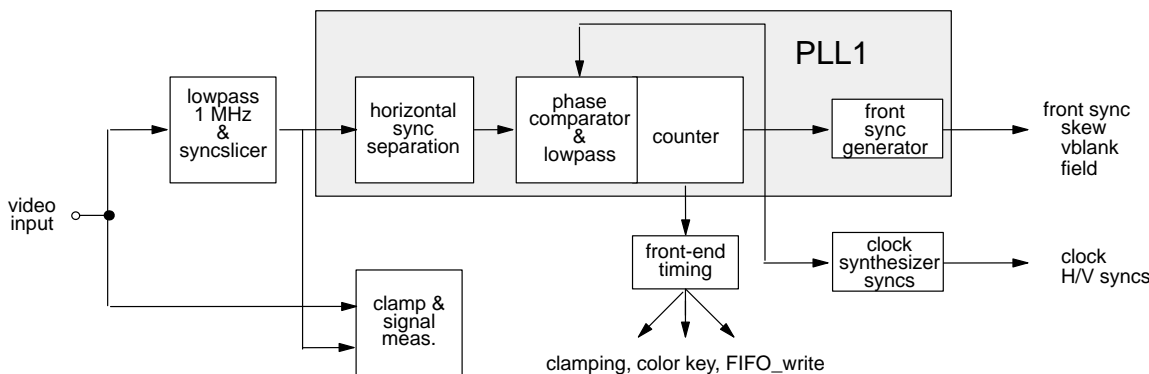 PLL1
lowpass
1 MHz
&
syncslicer
horizontal
sync
separation
phase
comparator
&
lowpass
counter
front
sync
generator
front sync
skew
vblank
field
video
input
front-end
timing
clock
synthesizer
syncs
clock
H/V syncs
clamp &
signal
meas.
clamping, color key, FIFO_write